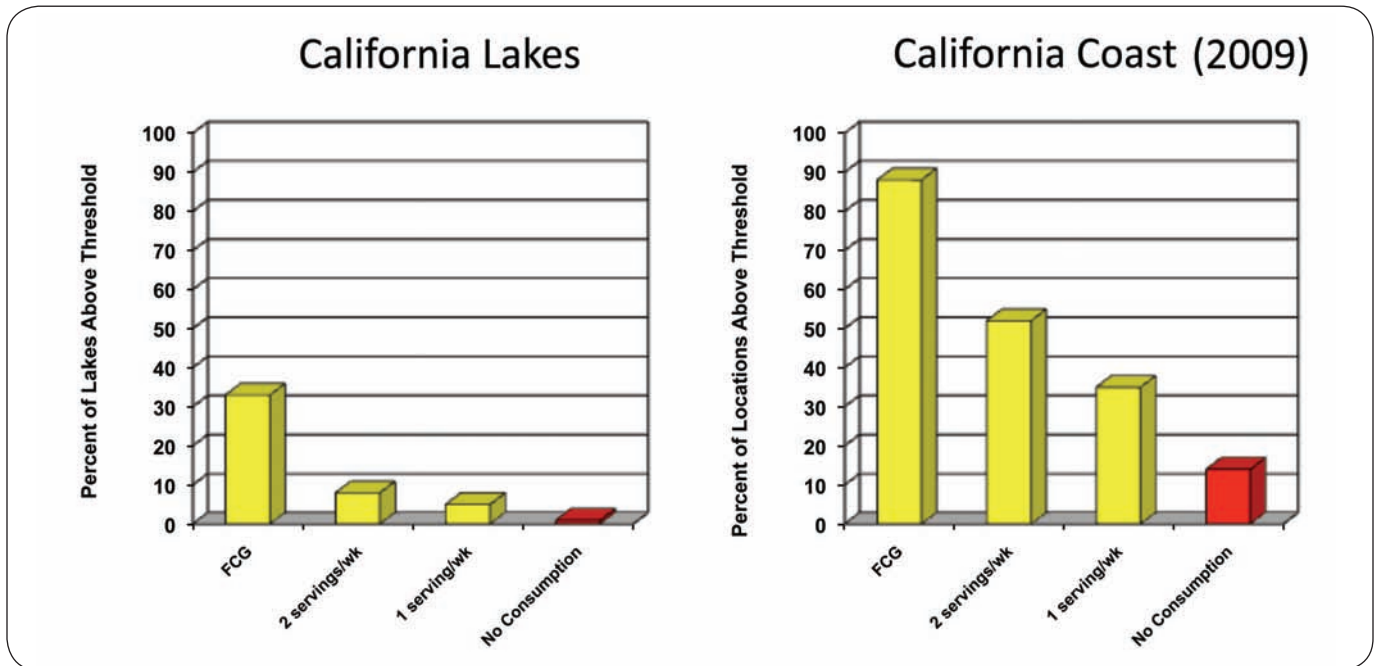 California Lakes
Percent of Lakes Above Threshold
100
90
80
70
60
50
40
30
20
10
0
FCG
2 servings/wk
1 serving/wk
No Consumption
California Coast (2009)
Percent of Locations Above Threshold
100
90
80
70
60
50
40
30
20
10
0
FCG
2 servings/wk
1 serving/wk
No Consumption